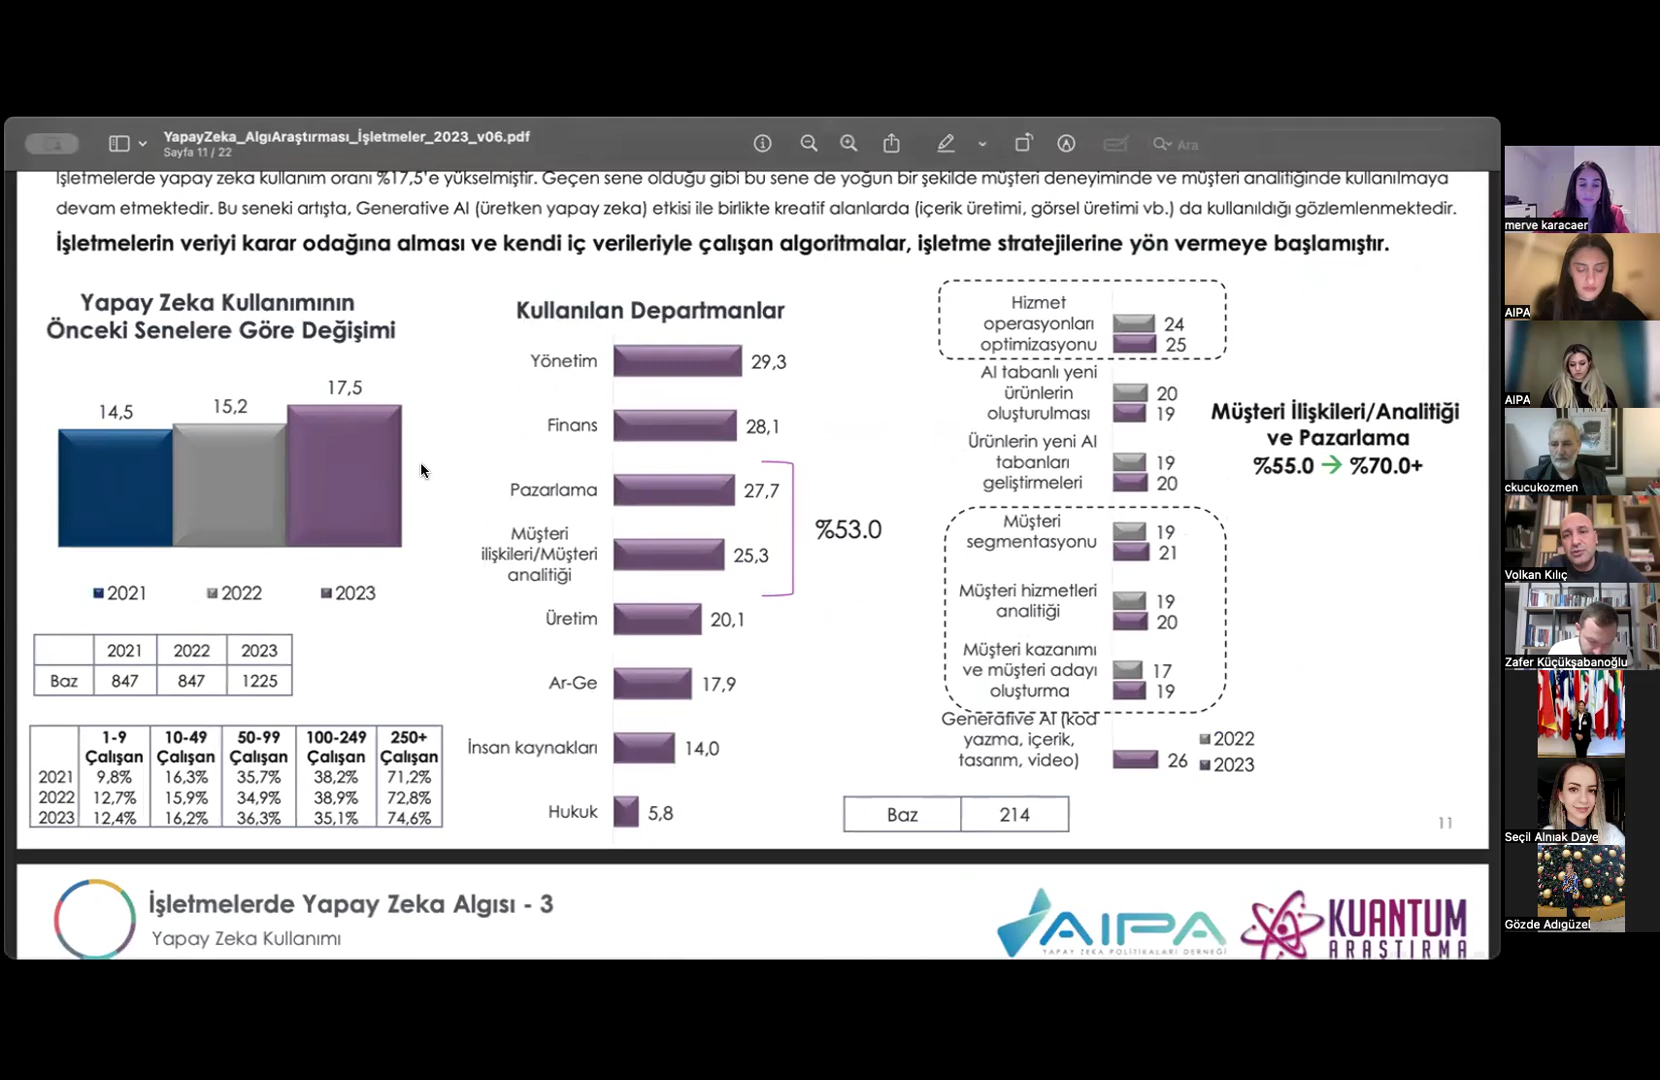 YapayZeka_AlgıAraştırması_İşletmeler_2023_v06.pdf
Sayfa 11 / 22
Ara
İşletmelerde yapay zeka kullanım oranı %17,5'e yükselmiştir. Geçen sene olduğu gibi bu sene de yoğun bir şekilde müşteri deneyiminde ve müşteri analitiğinde kullanılmaya
devam etmektedir. Bu seneki artışta, Generative AI (üretken yapay zeka) etkisi ile birlikte kreatif alanlarda (içerik üretimi, görsel üretimi vb.) da kullanıldığı gözlemlenmektedir.
İşletmelerin veriyi karar odağına alması ve kendi iç verileriyle çalışan algoritmalar, işletme stratejilerine yön vermeye başlamıştır.
Yapay Zeka Kullanımının
Önceki Senelere Göre Değişimi
14,5
15,2
17,5
2021
2022
2023
2021 2022 2023
Baz 847 847 1225
1-9 10-49 50-99 100-249 250+
Çalışan Çalışan Çalışan Çalışan Çalışan
2021 9,8% 16,3% 35,7% 38,2% 71,2%
2022 12,7% 15,9% 34,9% 38,9% 72,8%
2023 12,4% 16,2% 36,3% 35,1% 74,6%
Kullanılan Departmanlar
Yönetim 29,3
Finans 28,1
Pazarlama 27,7
Müşteri
ilişkileri/Müşteri 25,3
analitiği
%53.0
Üretim 20,1
Ar-Ge 17,9
İnsan kaynakları 14,0
Hukuk 5,8
Hizmet
operasyonları 24
optimizasyonu 25
AI tabanlı yeni
ürünlerin 20
oluşturulması 19
Ürünlerin yeni AI
tabanları 19
geliştirmeleri 20
Müşteri 19
segmentasyonu 21
Müşteri hizmetleri 19
analitiği 20
Müşteri kazanımı
ve müşteri adayı 17
oluşturma 19
Generative AI (kod
yazma, içerik,
tasarım, video) 26
2022
2023
Baz 214
Müşteri İlişkileri/Analitiği
ve Pazarlama
%55.0 → %70.0+
11
İşletmelerde Yapay Zeka Algısı - 3
Yapay Zeka Kullanımı
AIPA
YAPAY ZEKA POLİTİKALARI DERNEĞİ
KUANTUM
ARAŞTIRMA
merve karacaer
AIPA
AIPA
ckucukozmen
Volkan Kılıç
Zafer Küçükşabanoğlu
Seçil Alnıak Daye
Gözde Adıgüzel